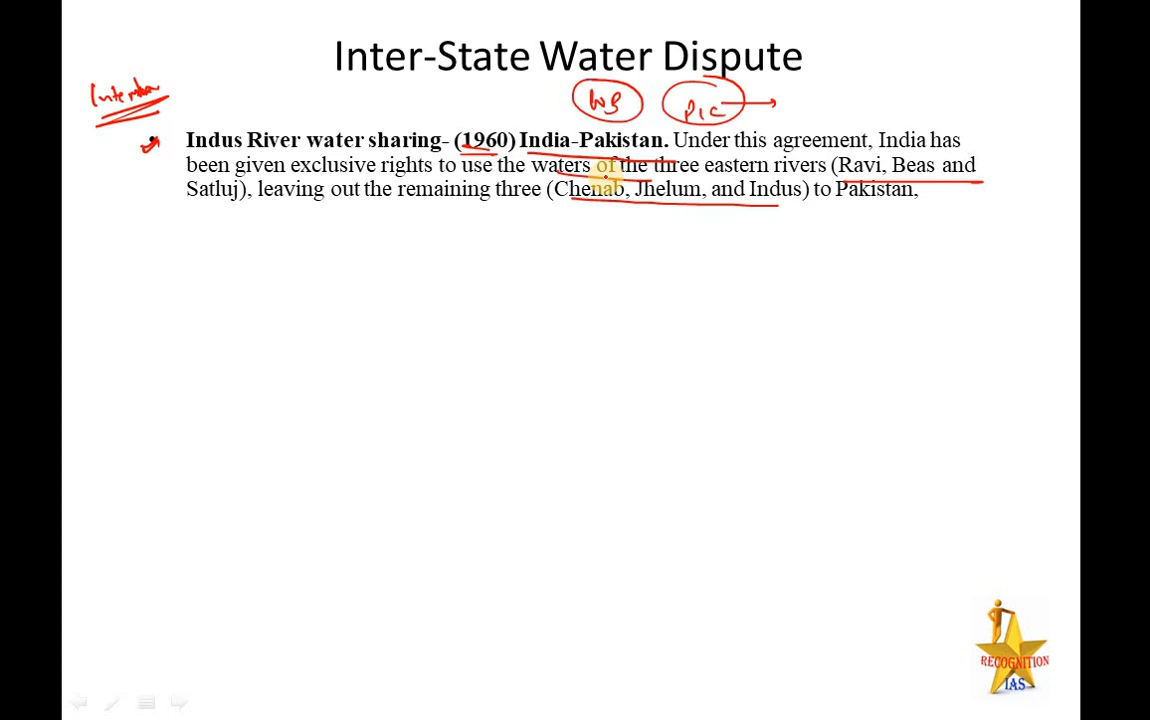 Inter-State Water Dispute
WB PIC
Indus River water sharing- (1960) India-Pakistan. Under this agreement, India has
been given exclusive rights to use the waters of the three eastern rivers (Ravi, Beas and
Satluj), leaving out the remaining three (Chenab, Jhelum, and Indus) to Pakistan,
RECOGNITION
IAS